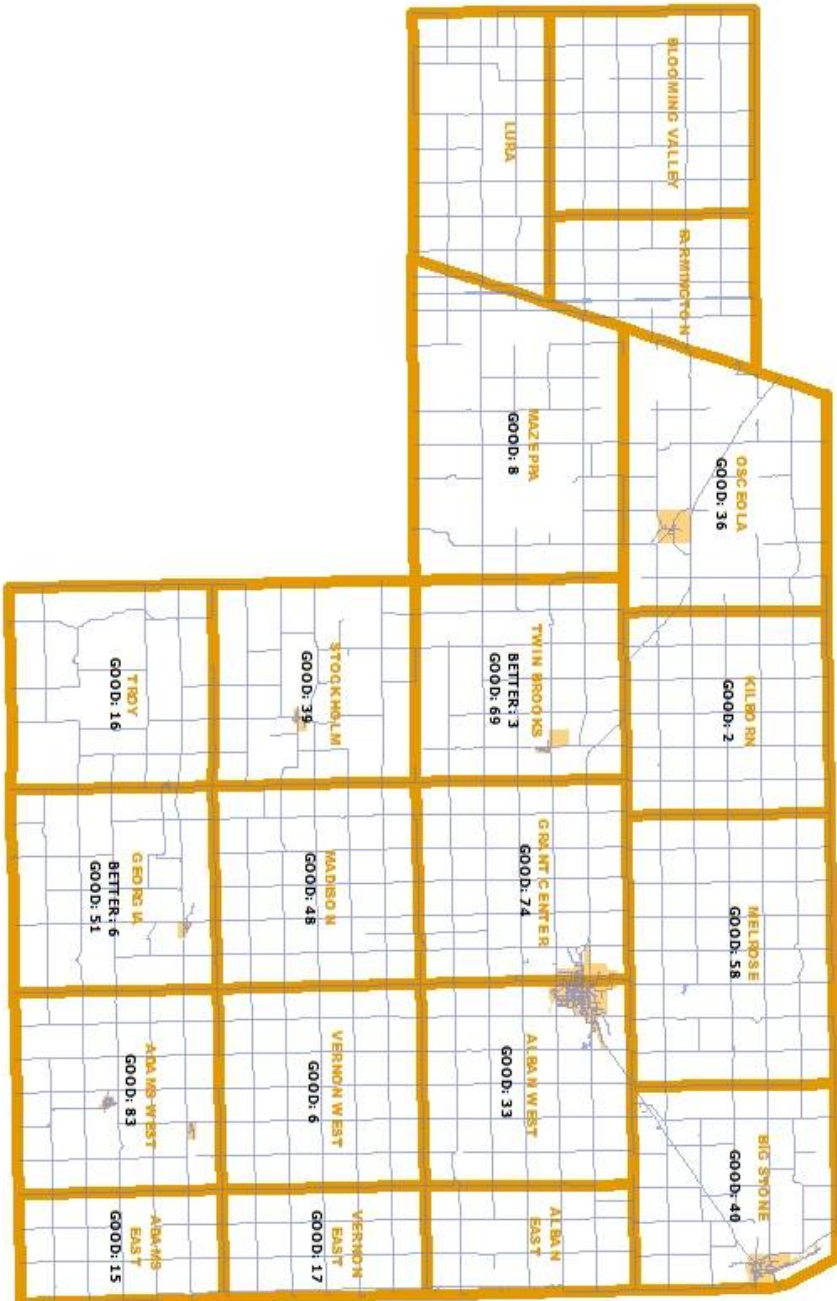 BLOOMING VALLEY
FARMINGTON
LURA
OSCEOLA
GOOD: 36
MAZEPPA
GOOD: 8
KILBORN
GOOD: 2
TWIN BROOKS
BETTER: 3
GOOD: 69
STOCKHOLM
GOOD: 39
TROY
GOOD: 16
MELROSE
GOOD: 58
GRANT CENTER
GOOD: 74
MADISON
GOOD: 48
GEORGIA
BETTER: 6
GOOD: 51
BIG STONE
GOOD: 40
ALBAN WEST
GOOD: 33
VERNON WEST
GOOD: 6
ADAMS WEST
GOOD: 83
ALBAN
EAST
VERNON
EAST
GOOD: 17
ADAMS
EAST
GOOD: 15